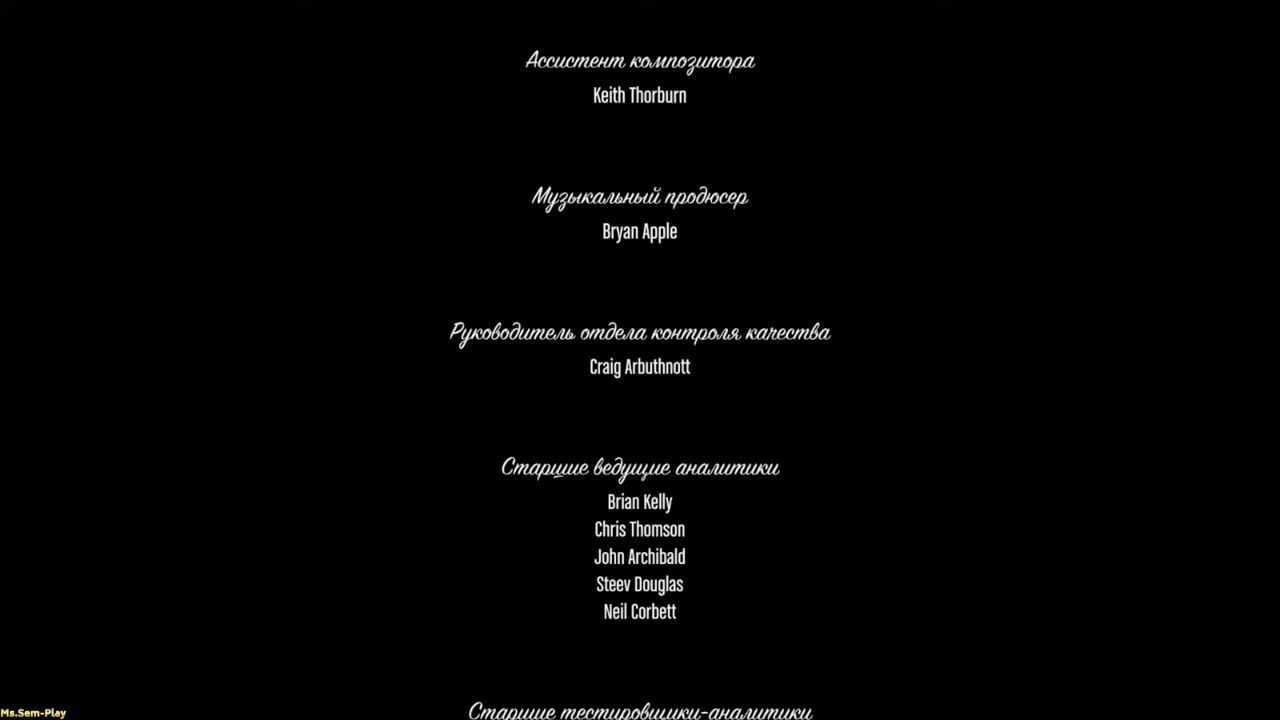 Ассистент композитора
Keith Thorburn
Музыкальный продюсер
Bryan Apple
Руководитель отдела контроля качества
Craig Arbuthnott
Старшие ведущие аналитики
Brian Kelly
Chris Thomson
John Archibald
Steev Douglas
Neil Corbett
Старшие тестировщики-аналитики
Ms.Sem-Play